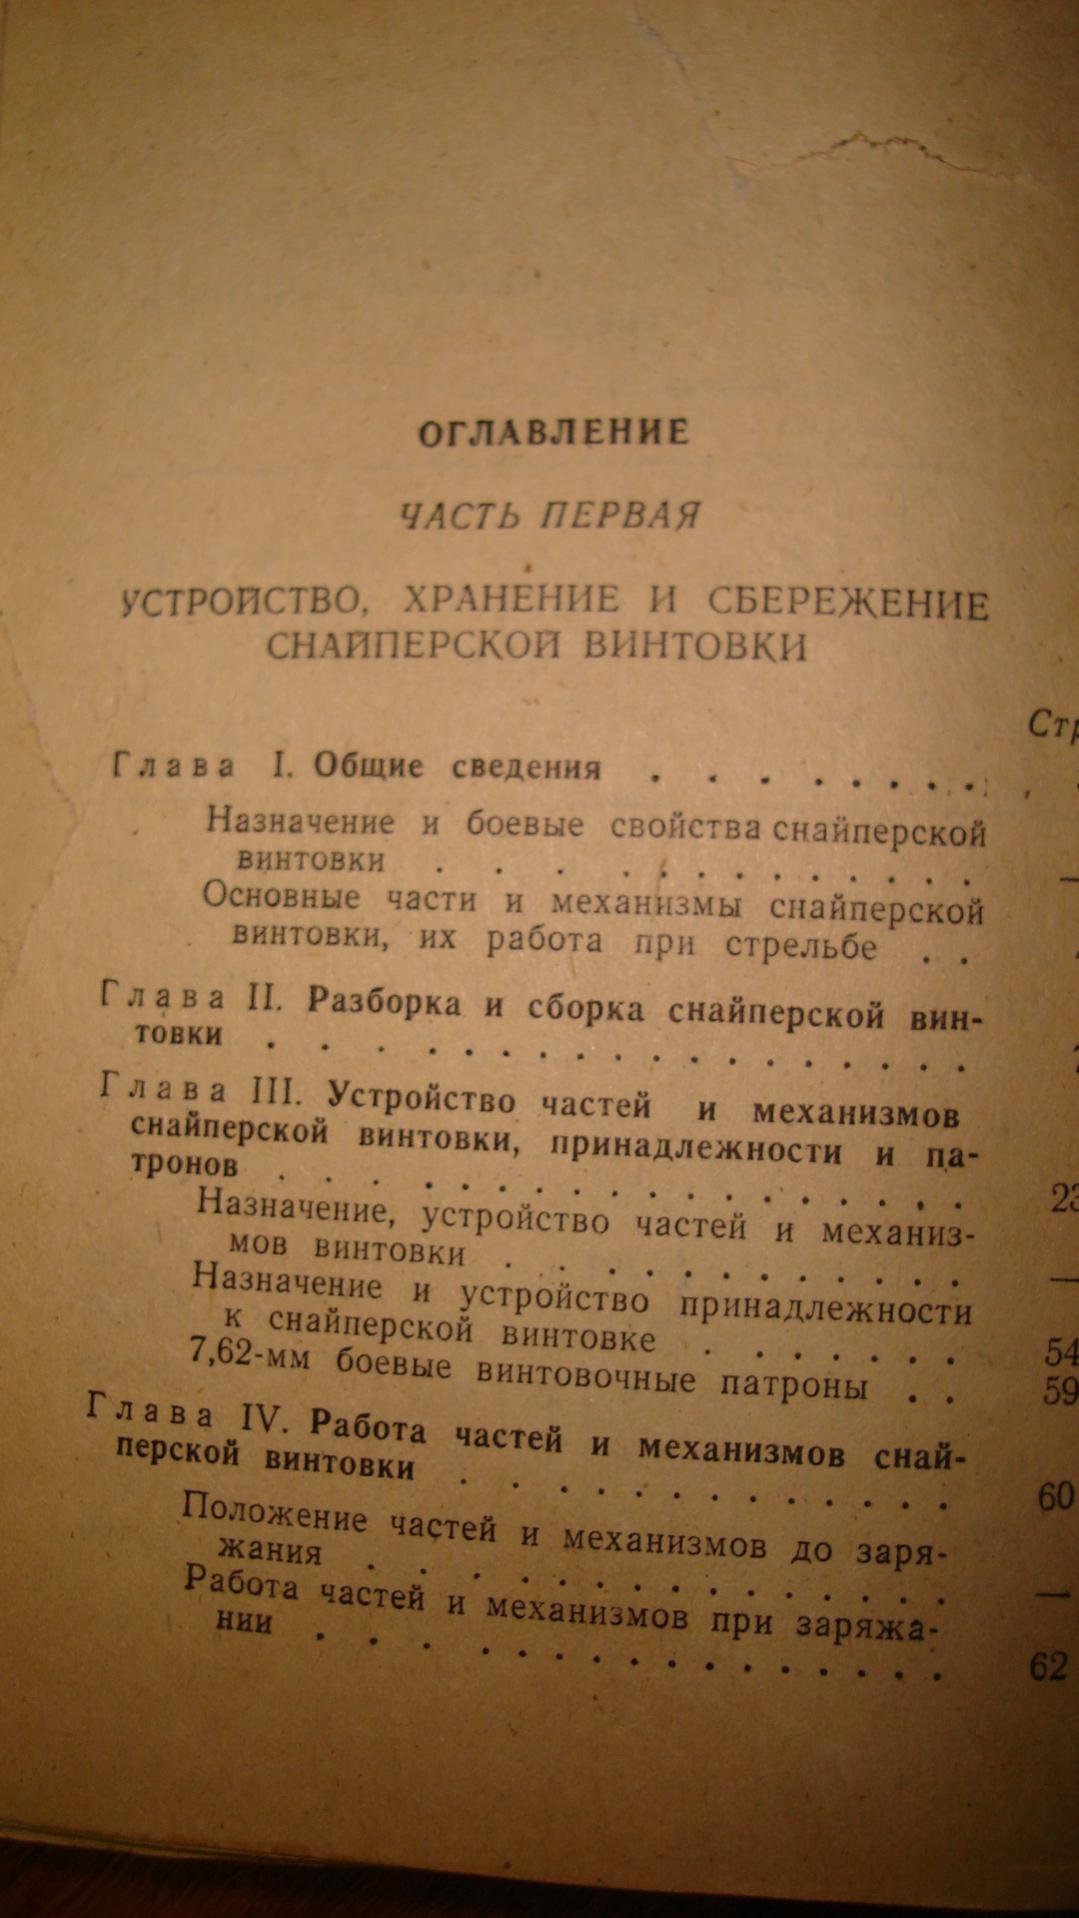 ОГЛАВЛЕНИЕ
ЧАСТЬ ПЕРВАЯ
УСТРОЙСТВО, ХРАНЕНИЕ И СБЕРЕЖЕНИЕ
СНАЙПЕРСКОЙ ВИНТОВКИ
Глава I. Общие сведения . . . . . . . . .
Назначение и боевые свойства снайперской
винтовки . . . . . . . . . . . —
Основные части и механизмы снайперской
винтовки, их работа при стрельбе . .
Глава II. Разборка и сборка снайперской вин-
товки . . . . . . . . . . . . . . .
Глава III. Устройство частей и механизмов
снайперской винтовки, принадлежности и па-
тронов . . . . . . . . . . . . . . 23
Назначение, устройство частей и механиз-
мов винтовки . . . . . . . . . . —
Назначение и устройство принадлежности
к снайперской винтовке . . . . . . 54
7,62-мм боевые винтовочные патроны . . 59
Глава IV. Работа частей и механизмов снай-
перской винтовки . . . . . . . . . . . 60
Положение частей и механизмов до заря-
жания . . . . . . . . . . . . . —
Работа частей и механизмов при заряжа-
нии . . . . . . . . . . . . . . . 62